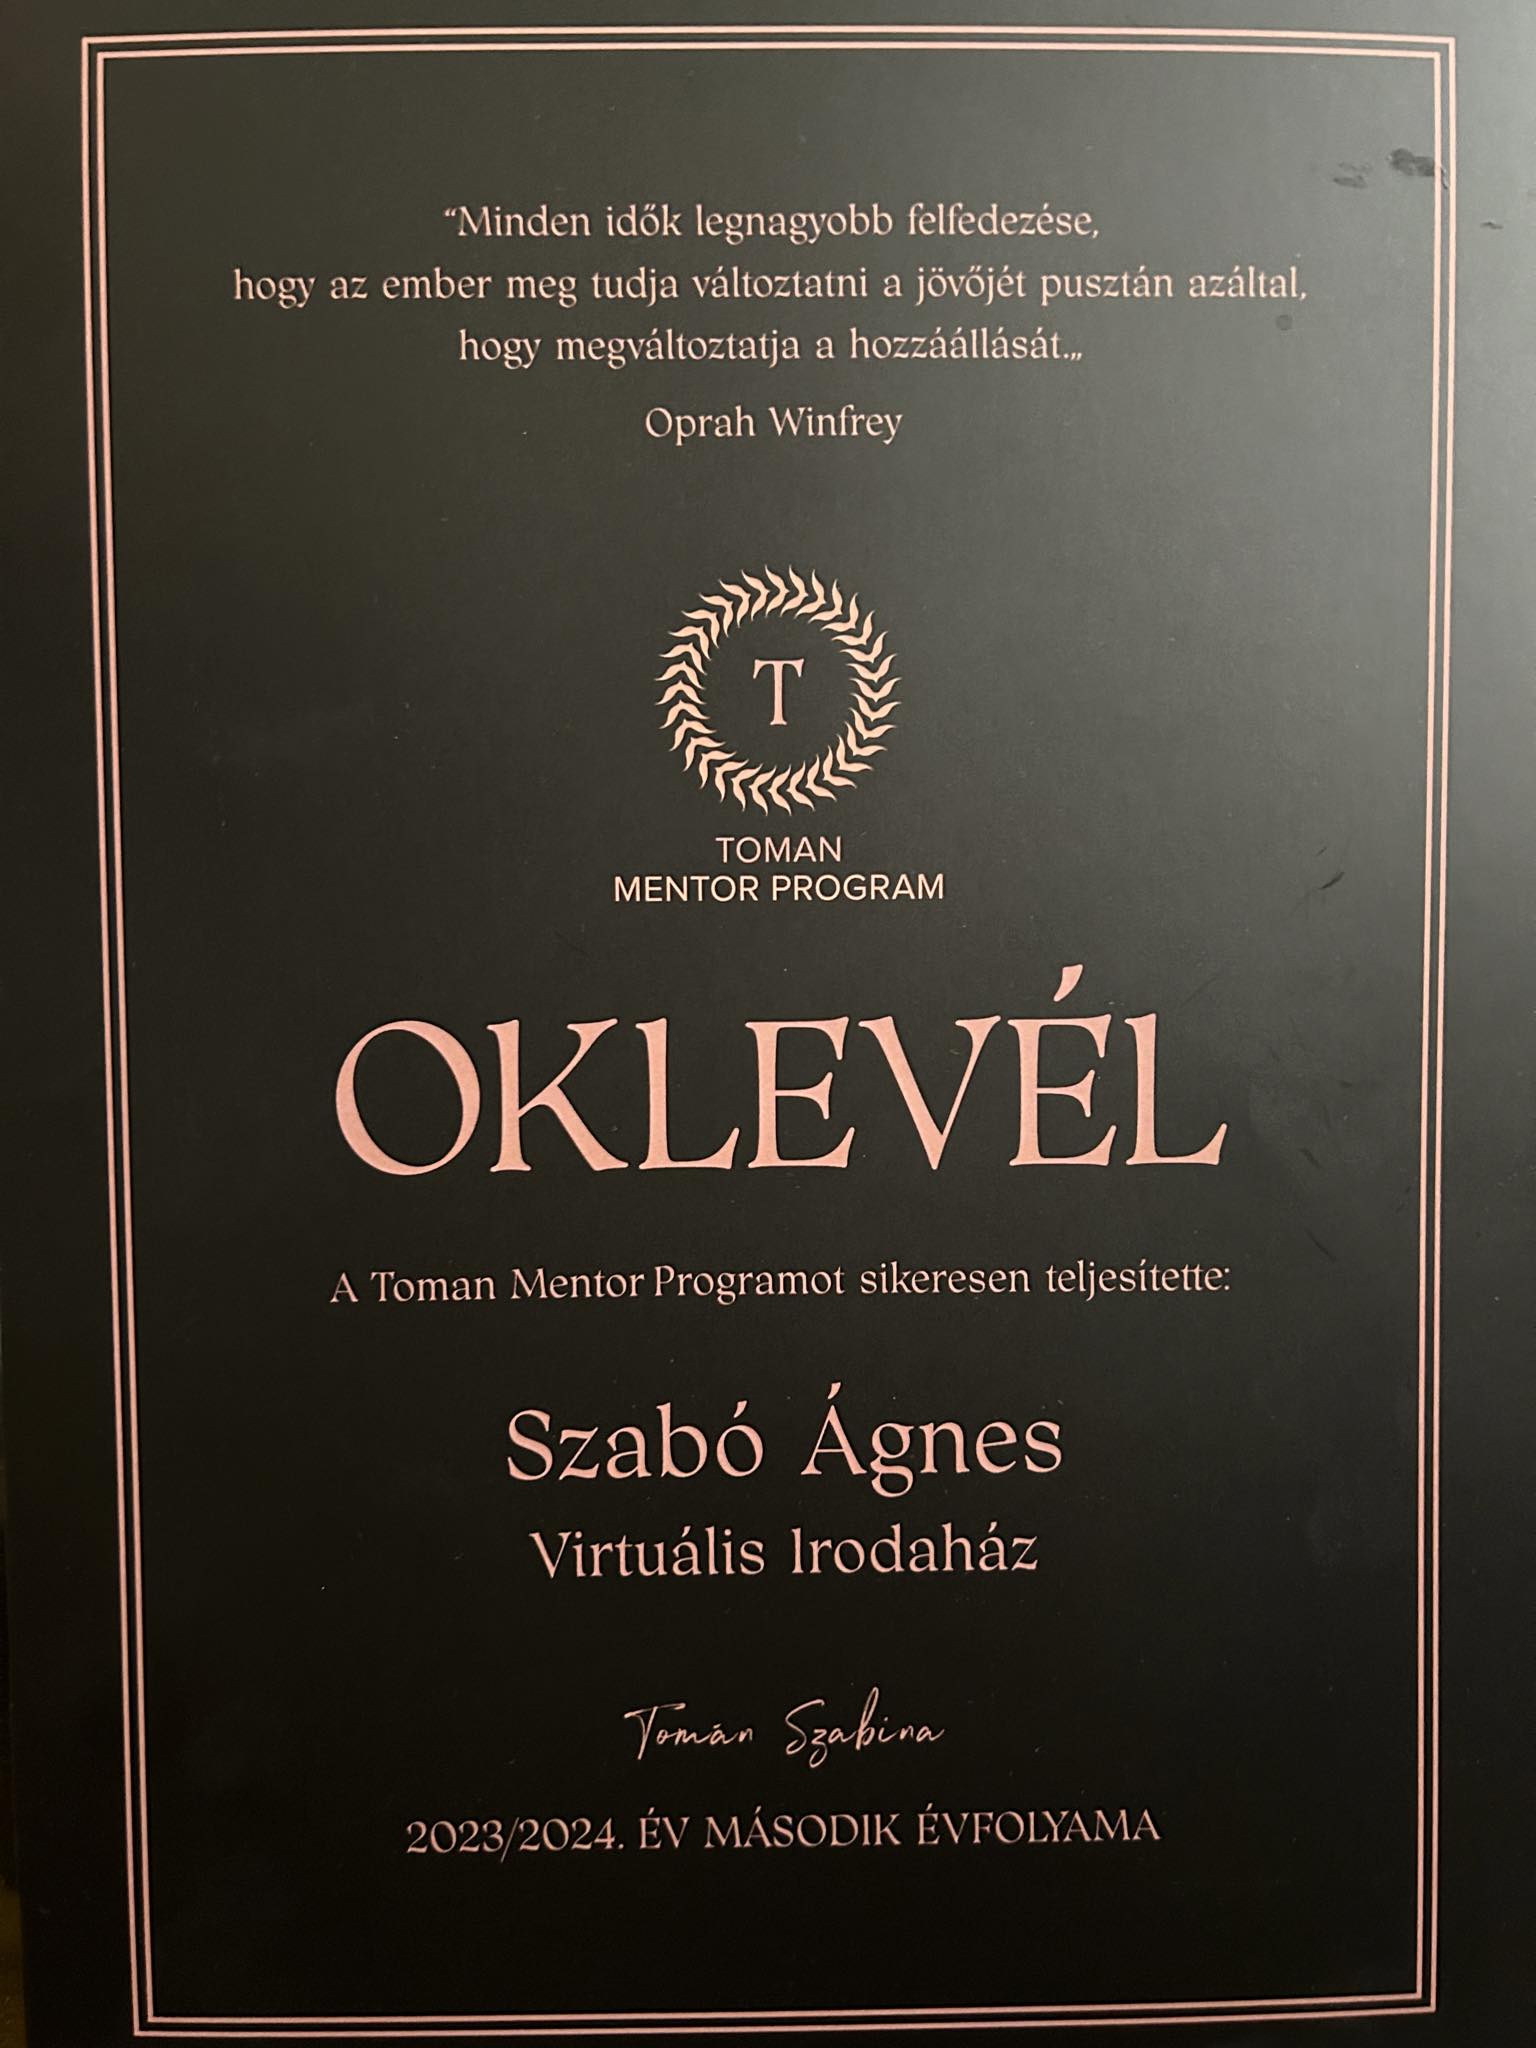 “Minden idők legnagyobb felfedezése,
hogy az ember meg tudja változtatni a jövőjét pusztán azáltal,
hogy megváltoztatja a hozzáállását.„
Oprah Winfrey
T
TOMAN
MENTOR PROGRAM
OKLEVÉL
A Toman Mentor Programot sikeresen teljesítette:
Szabó Ágnes
Virtuális Irodaház
Tomán Szabina
2023/2024. ÉV MÁSODIK ÉVFOLYAMA